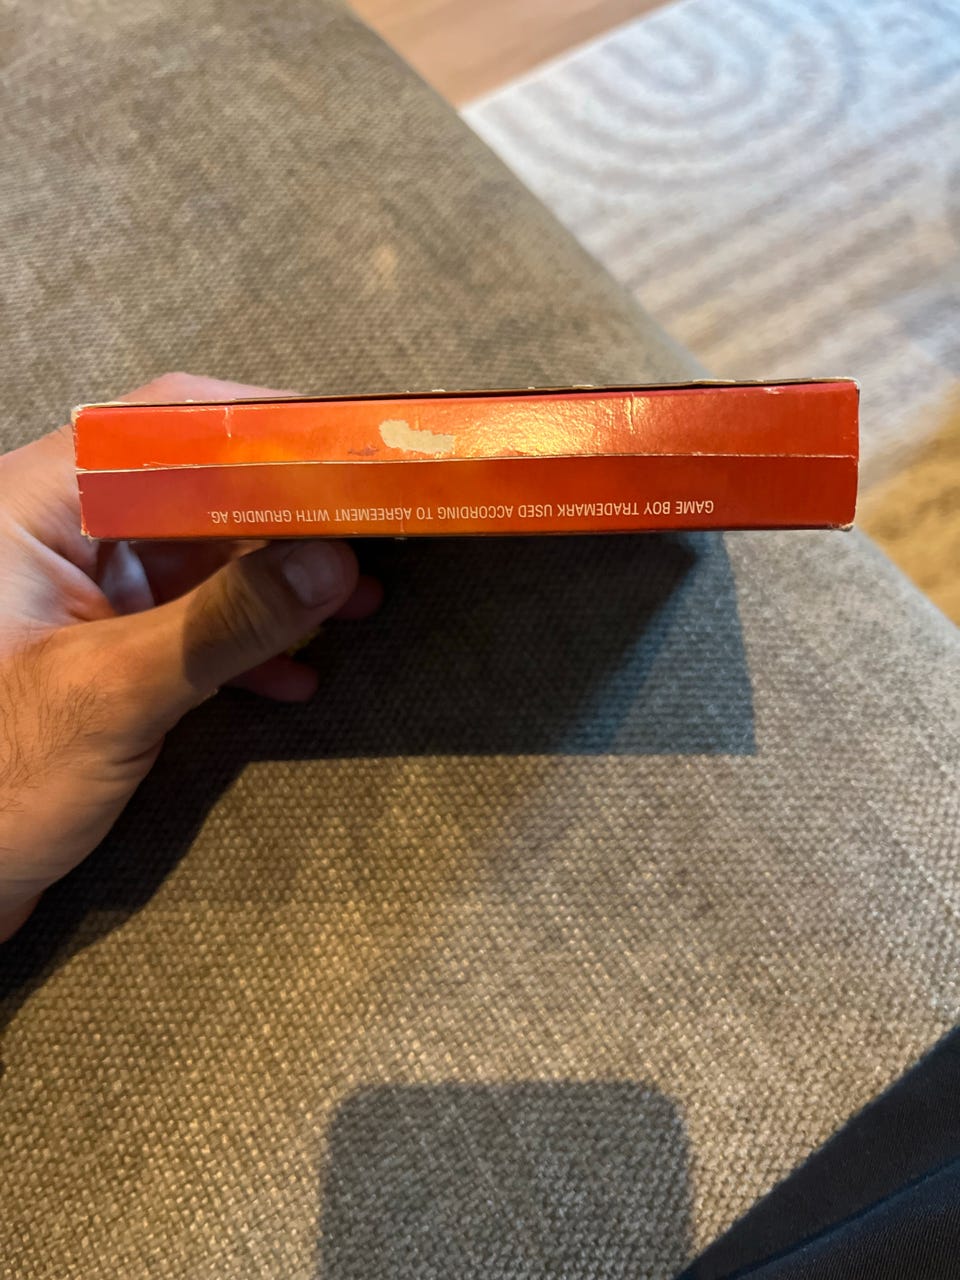 GAME BOY TRADEMARK USED ACCORDING TO AGREEMENT WITH GRUNDIG AG.